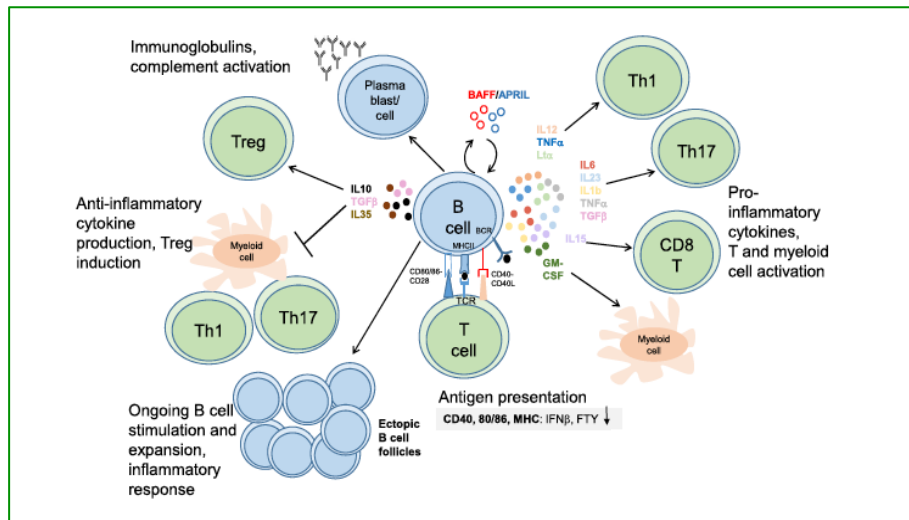 Immunoglobulins,
complement activation
Plasma
blast/
cell
BAFF/APRIL
Th1
Treg
IL12
TNFα
LIα
Th17
IL6
IL23
IL1b
TNFα
TGFβ
IL10
TGFβ
IL35
B
cell
BCR
MHCII
Pro-
inflammatory
cytokines,
T and myeloid
cell activation
Anti-inflammatory
cytokine
production, Treg
induction
Myeloid
cell
IL15
CD8
T
GM-
CSF
CD80/86-
CD28
CD40-
CD40L
TCR
T
cell
Th1
Th17
Myeloid
cell
Antigen presentation
CD40, 80/86, MHC: IFNβ, FTY ↓
Ongoing B cell
stimulation and
expansion,
inflammatory
response
Ectopic
B cell
follicles